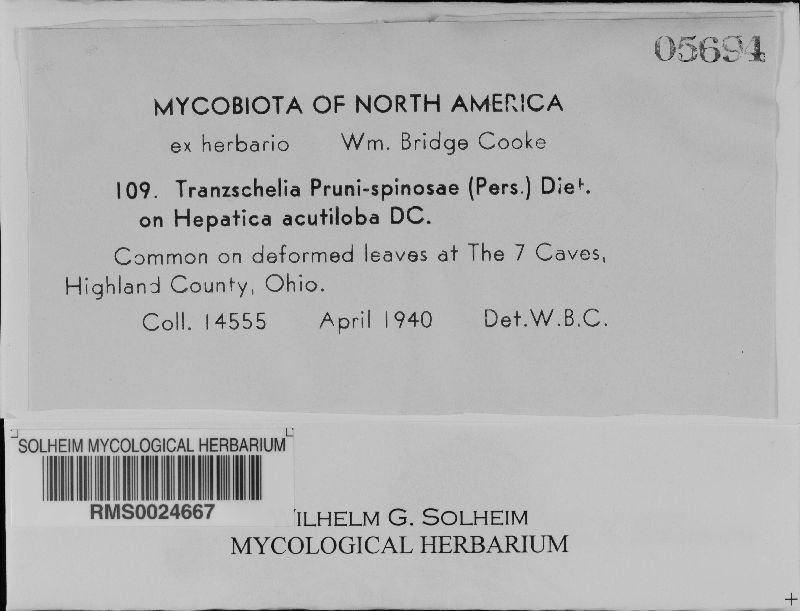 05694
MYCOBIOTA OF NORTH AMERICA
ex herbario Wm. Bridge Cooke
109. Tranzschelia Pruni-spinosae (Pers.) Diet.
on Hepatica acutiloba DC.
Common on deformed leaves at The 7 Caves,
Highland County, Ohio.
Coll. 14555 April 1940 Det.W.B.C.
SOLHEIM MYCOLOGICAL HERBARIUM
RMS0024667
ILHELM G. SOLHEIM
MYCOLOGICAL HERBARIUM